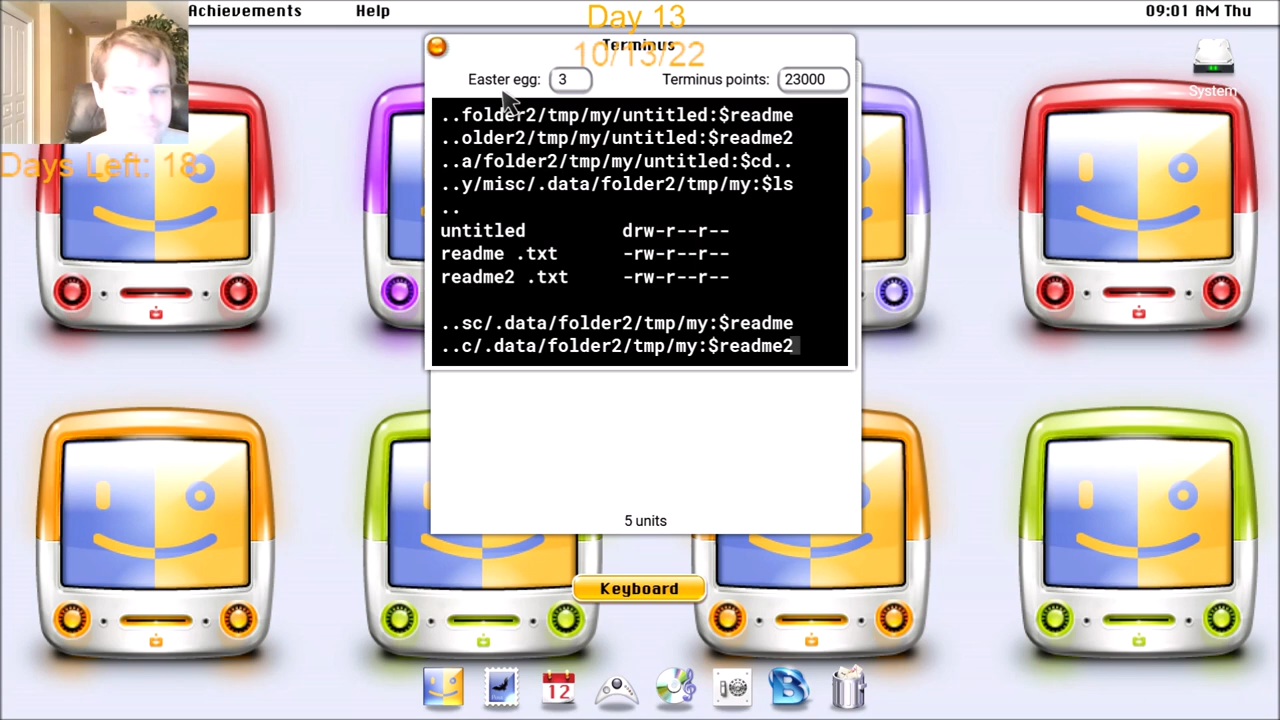 Achievements
Help
Day 13
10/13/22
09:01 AM Thu
Days Left: 18
System
Terminus
Easter egg: 3
Terminus points: 23000
..folder2/tmp/my/untitled:$readme
..older2/tmp/my/untitled:$readme2
..a/folder2/tmp/my/untitled:$cd..
..y/misc/.data/folder2/tmp/my:$ls
..
untitled drw-r--r--
readme .txt -rw-r--r--
readme2 .txt -rw-r--r--
..sc/.data/folder2/tmp/my:$readme
..c/.data/folder2/tmp/my:$readme2
5 units
Keyboard
12